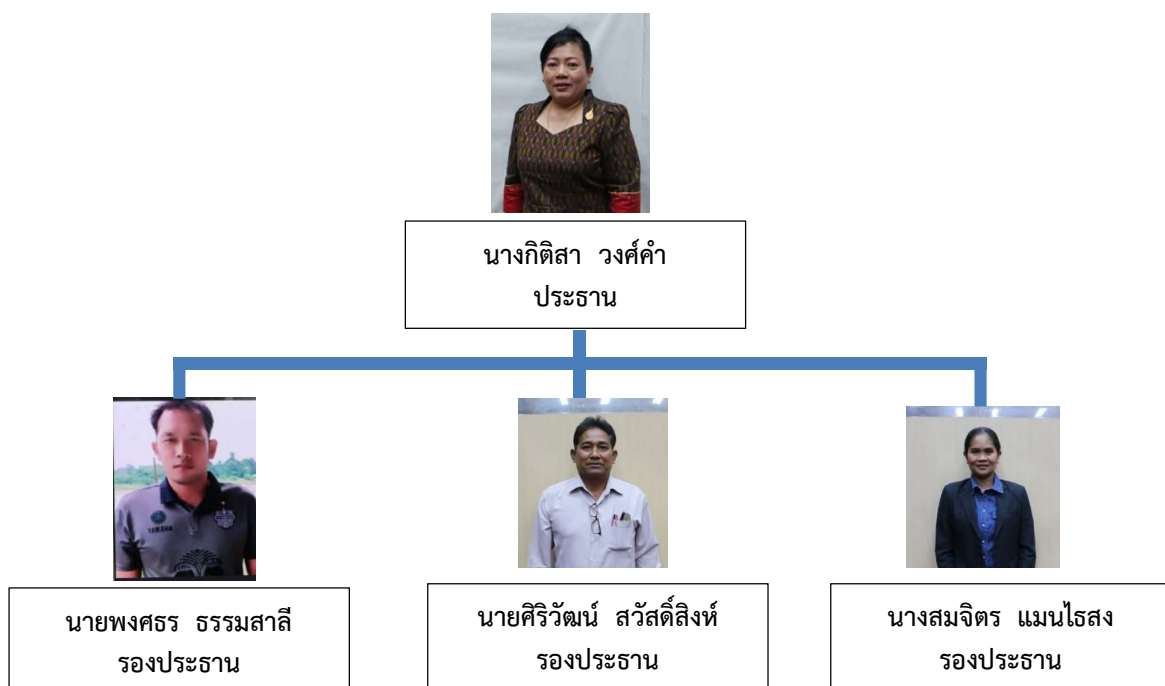 นางกิติสา วงศ์คำ
ประธาน
YAMAHA
นายพงศธร ธรรมสาลี
รองประธาน
นายศิริวัฒน์ สวัสดิ์สิงห์
รองประธาน
นางสมจิตร แมนไธสง
รองประธาน